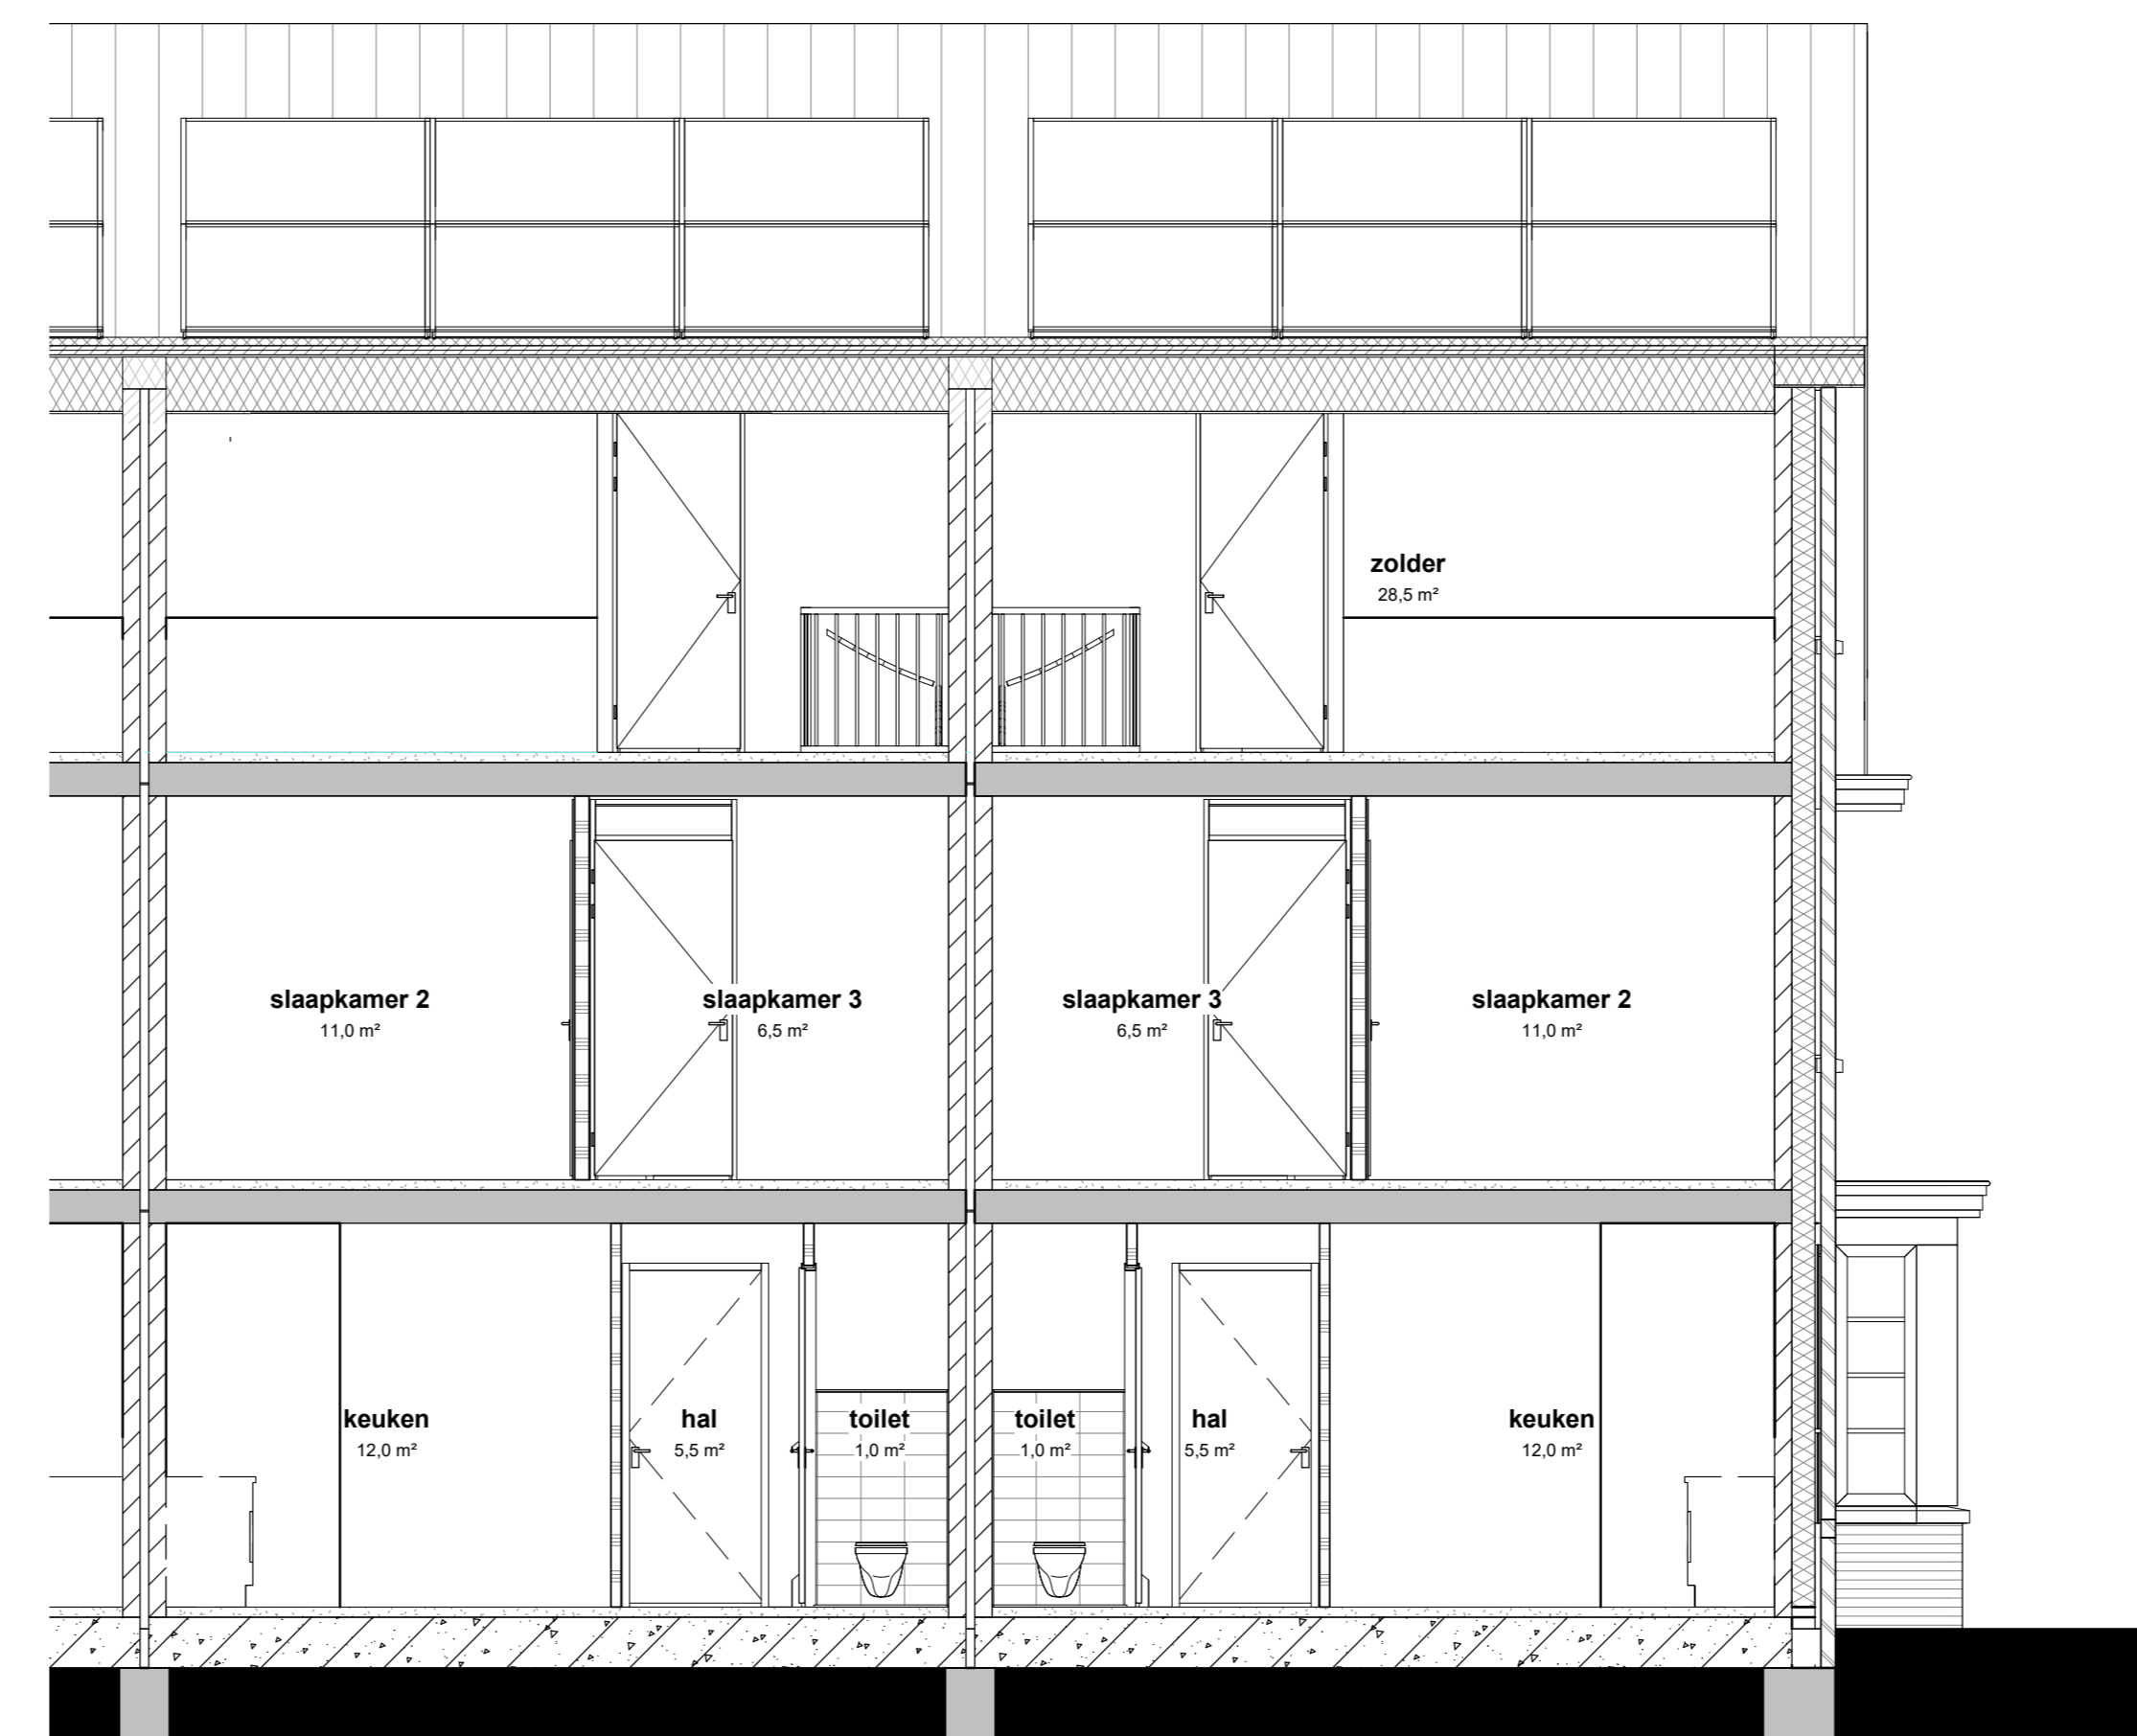 zolder
28,5 m²
slaapkamer 2
11,0 m²
slaapkamer 3
6,5 m²
slaapkamer 3
6,5 m²
slaapkamer 2
11,0 m²
keuken
12,0 m²
hal
5,5 m²
toilet
1,0 m²
toilet
1,0 m²
hal
5,5 m²
keuken
12,0 m²